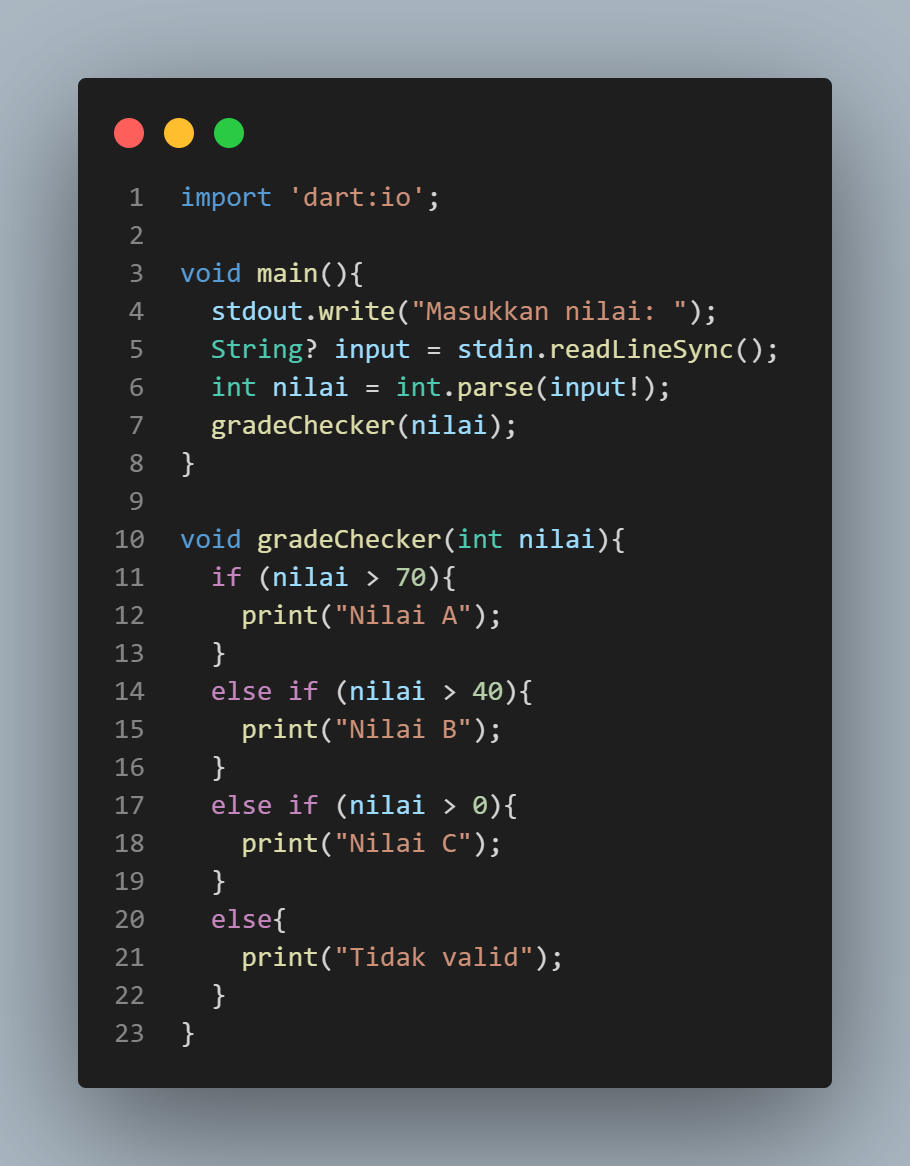 1 import 'dart:io';
2
3 void main(){
4   stdout.write("Masukkan nilai: ");
5   String? input = stdin.readLineSync();
6   int nilai = int.parse(input!);
7   gradeChecker(nilai);
8 }
9
10 void gradeChecker(int nilai){
11   if (nilai > 70){
12     print("Nilai A");
13   }
14   else if (nilai > 40){
15     print("Nilai B");
16   }
17   else if (nilai > 0){
18     print("Nilai C");
19   }
20   else{
21     print("Tidak valid");
22   }
23 }